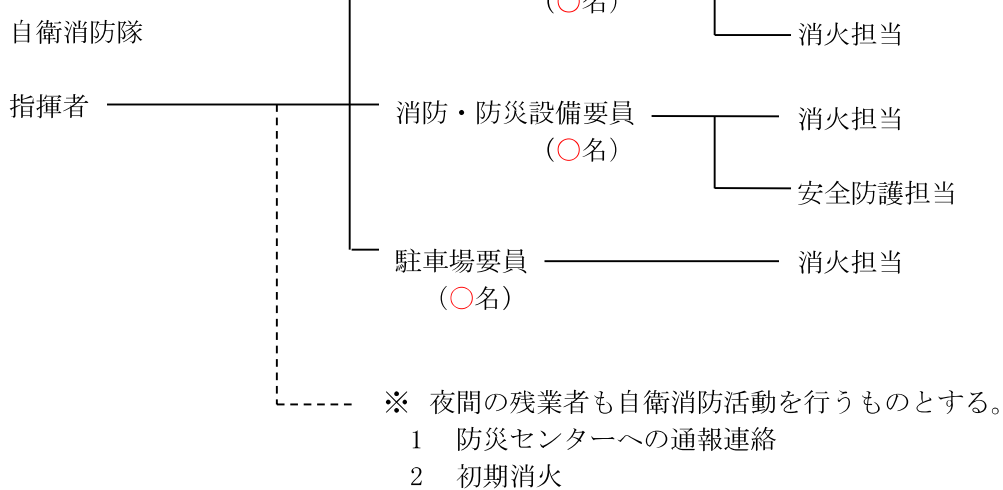 (○名)
自衛消防隊
消火担当
指揮者
消防・防災設備要員
消火担当
(○名)
安全防護担当
駐車場要員
消火担当
(○名)
※ 夜間の残業者も自衛消防活動を行うものとする。
1 防災センターへの通報連絡
2 初期消火